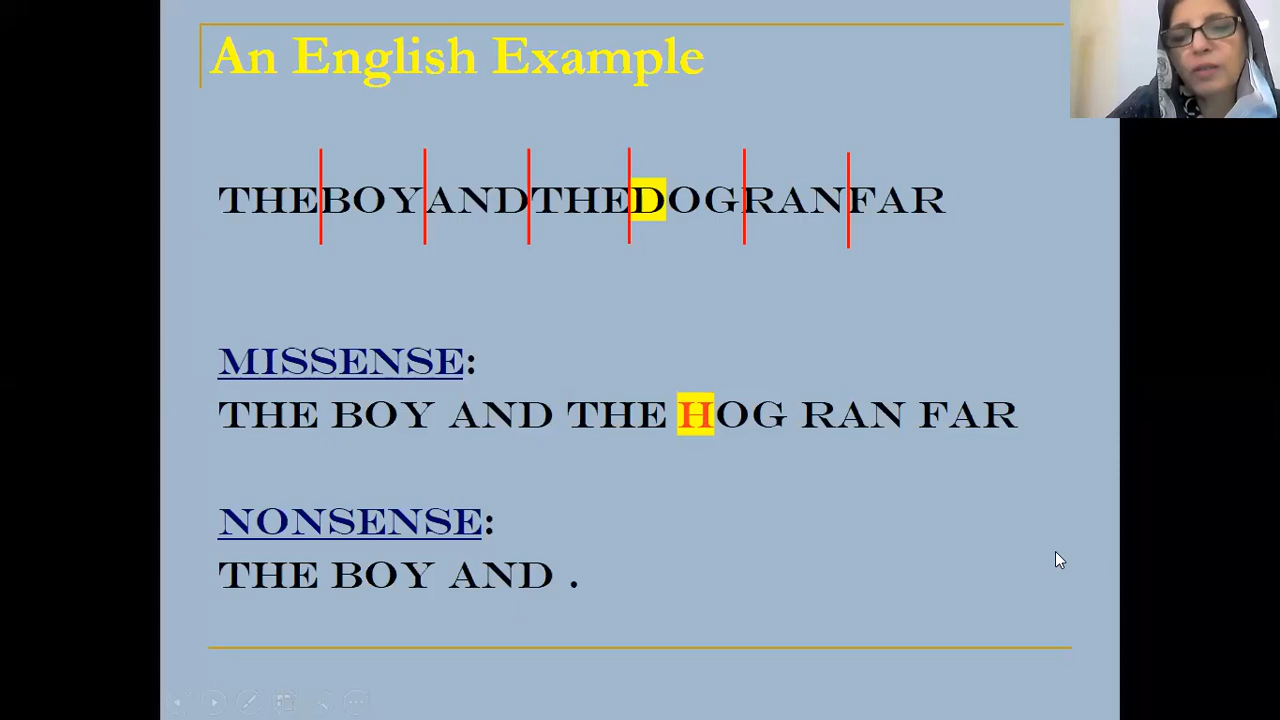 An English Example
THEBOYANDTHEDOGRANFAR
MISSENSE:
THE BOY AND THE HOG RAN FAR
NONSENSE:
THE BOY AND .